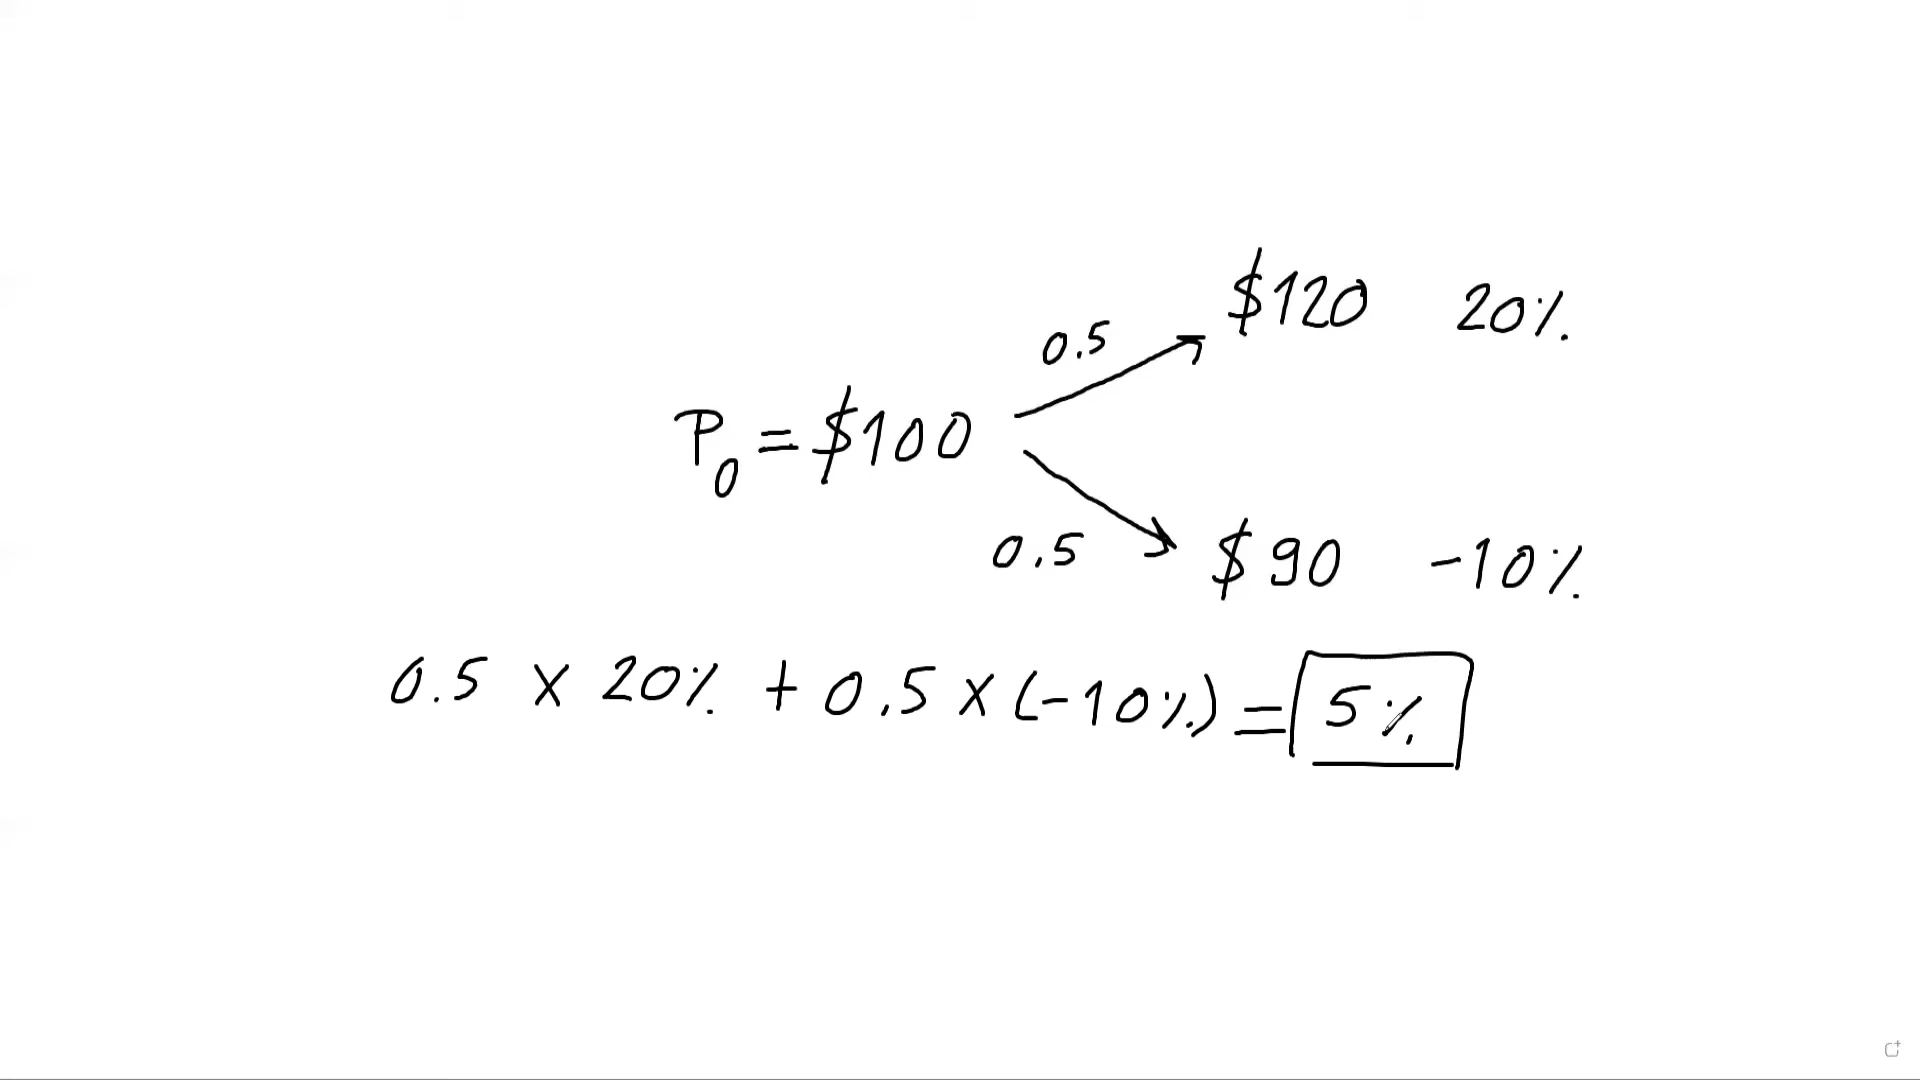 $120 20%
0.5
P₀ = $100
0.5
$90 -10%
0.5 x 20% + 0.5 x (-10%) = 5%